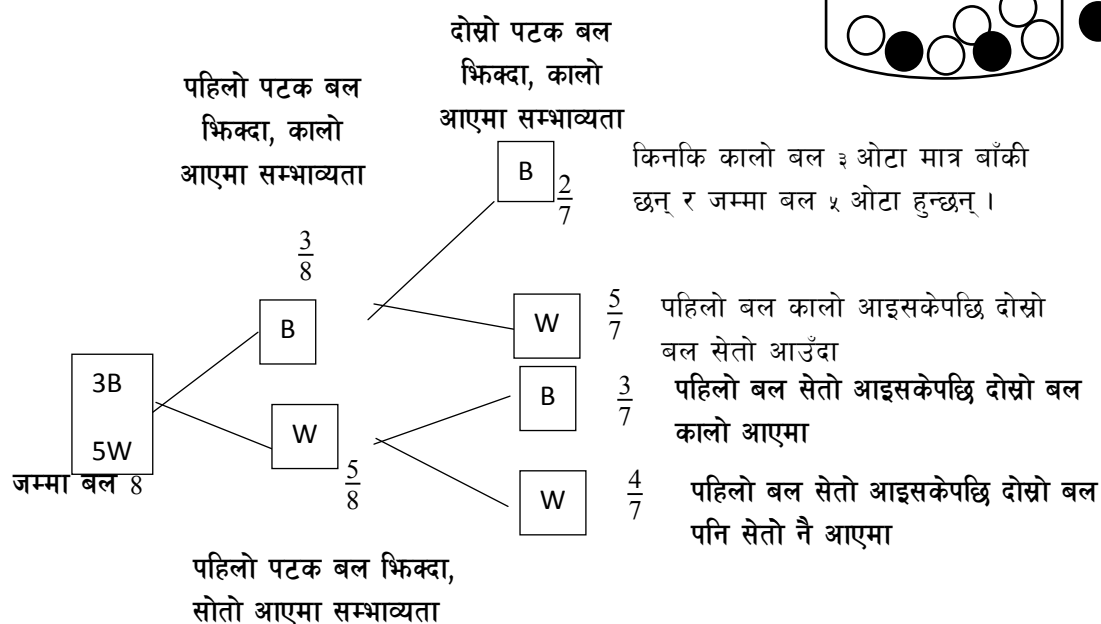 दोस्रो पटक बल
झिक्दा, कालो
आएमा सम्भाव्यता
पहिलो पटक बल
झिक्दा, कालो
आएमा सम्भाव्यता
B
2/7
किनकि कालो बल ३ ओटा मात्र बाँकी
छन् र जम्मा बल ५ ओटा हुन्छन् ।
3/8
B
W
5/7
पहिलो बल कालो आइसकेपछि दोस्रो
बल सेतो आउँदा
3B
5W
जम्मा बल 8
B
3/7
पहिलो बल सेतो आइसकेपछि दोस्रो बल
कालो आएमा
W
5/8
W
4/7
पहिलो बल सेतो आइसकेपछि दोस्रो बल
पनि सेतो नै आएमा
पहिलो पटक बल झिक्दा,
सोतो आएमा सम्भाव्यता